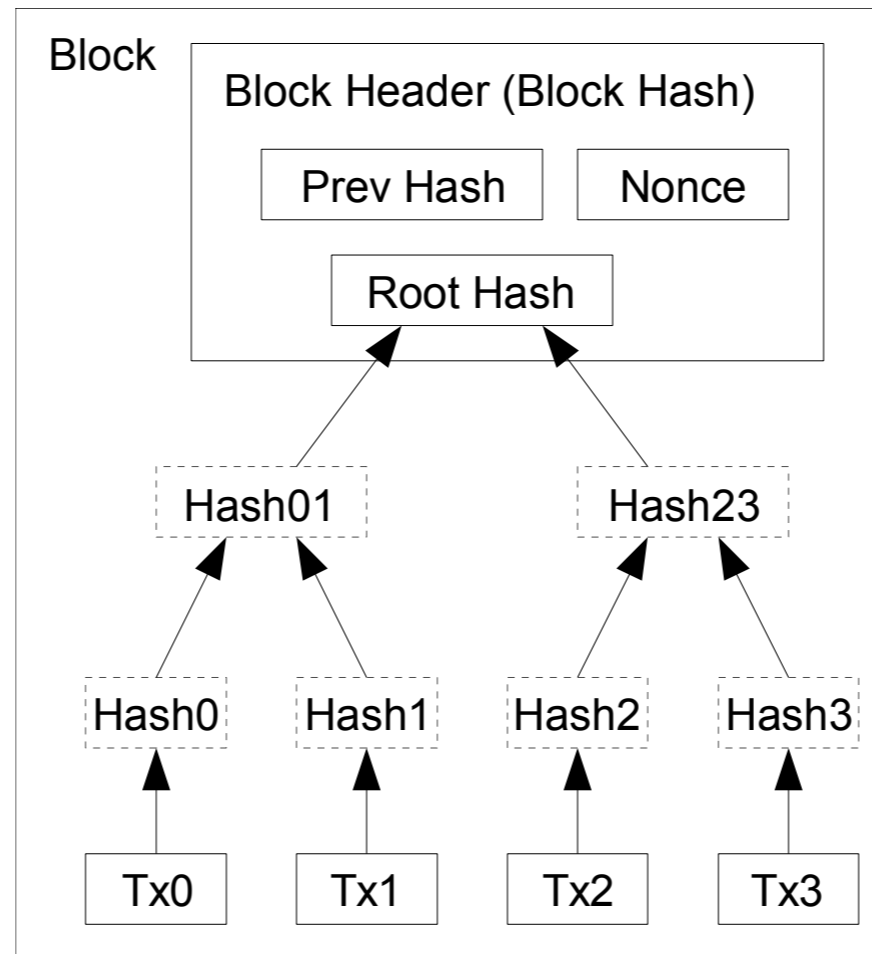 Block
Block Header (Block Hash)
Prev Hash Nonce
Root Hash
Hash01 Hash23
Hash0 Hash1 Hash2 Hash3
Tx0 Tx1 Tx2 Tx3